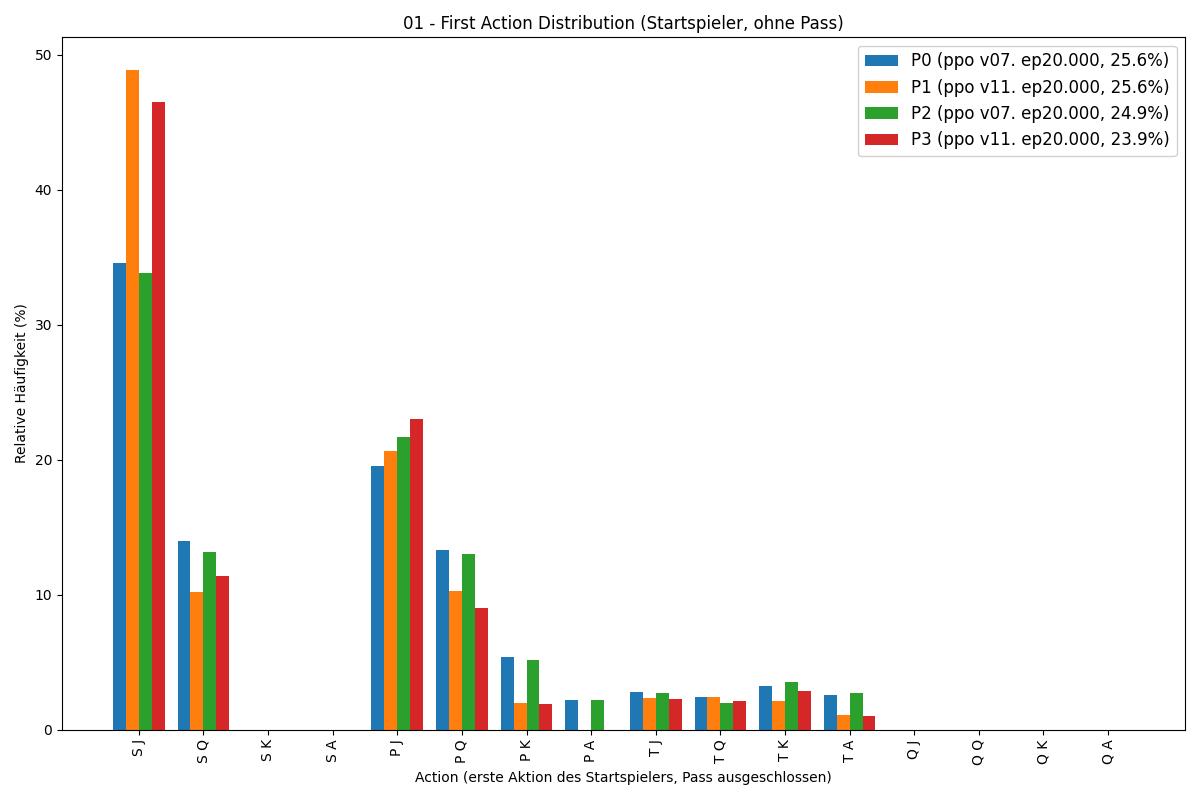 01 - First Action Distribution (Startspieler, ohne Pass)
P0 (ppo v07. ep20.000, 25.6%)
P1 (ppo v11. ep20.000, 25.6%)
P2 (ppo v07. ep20.000, 24.9%)
P3 (ppo v11. ep20.000, 23.9%)
Relative Häufigkeit (%)
50
40
30
20
10
0
S J
S Q
S K
S A
P J
P Q
P K
P A
T J
T Q
T K
T A
Q J
Q Q
Q K
Q A
Action (erste Aktion des Startspielers, Pass ausgeschlossen)